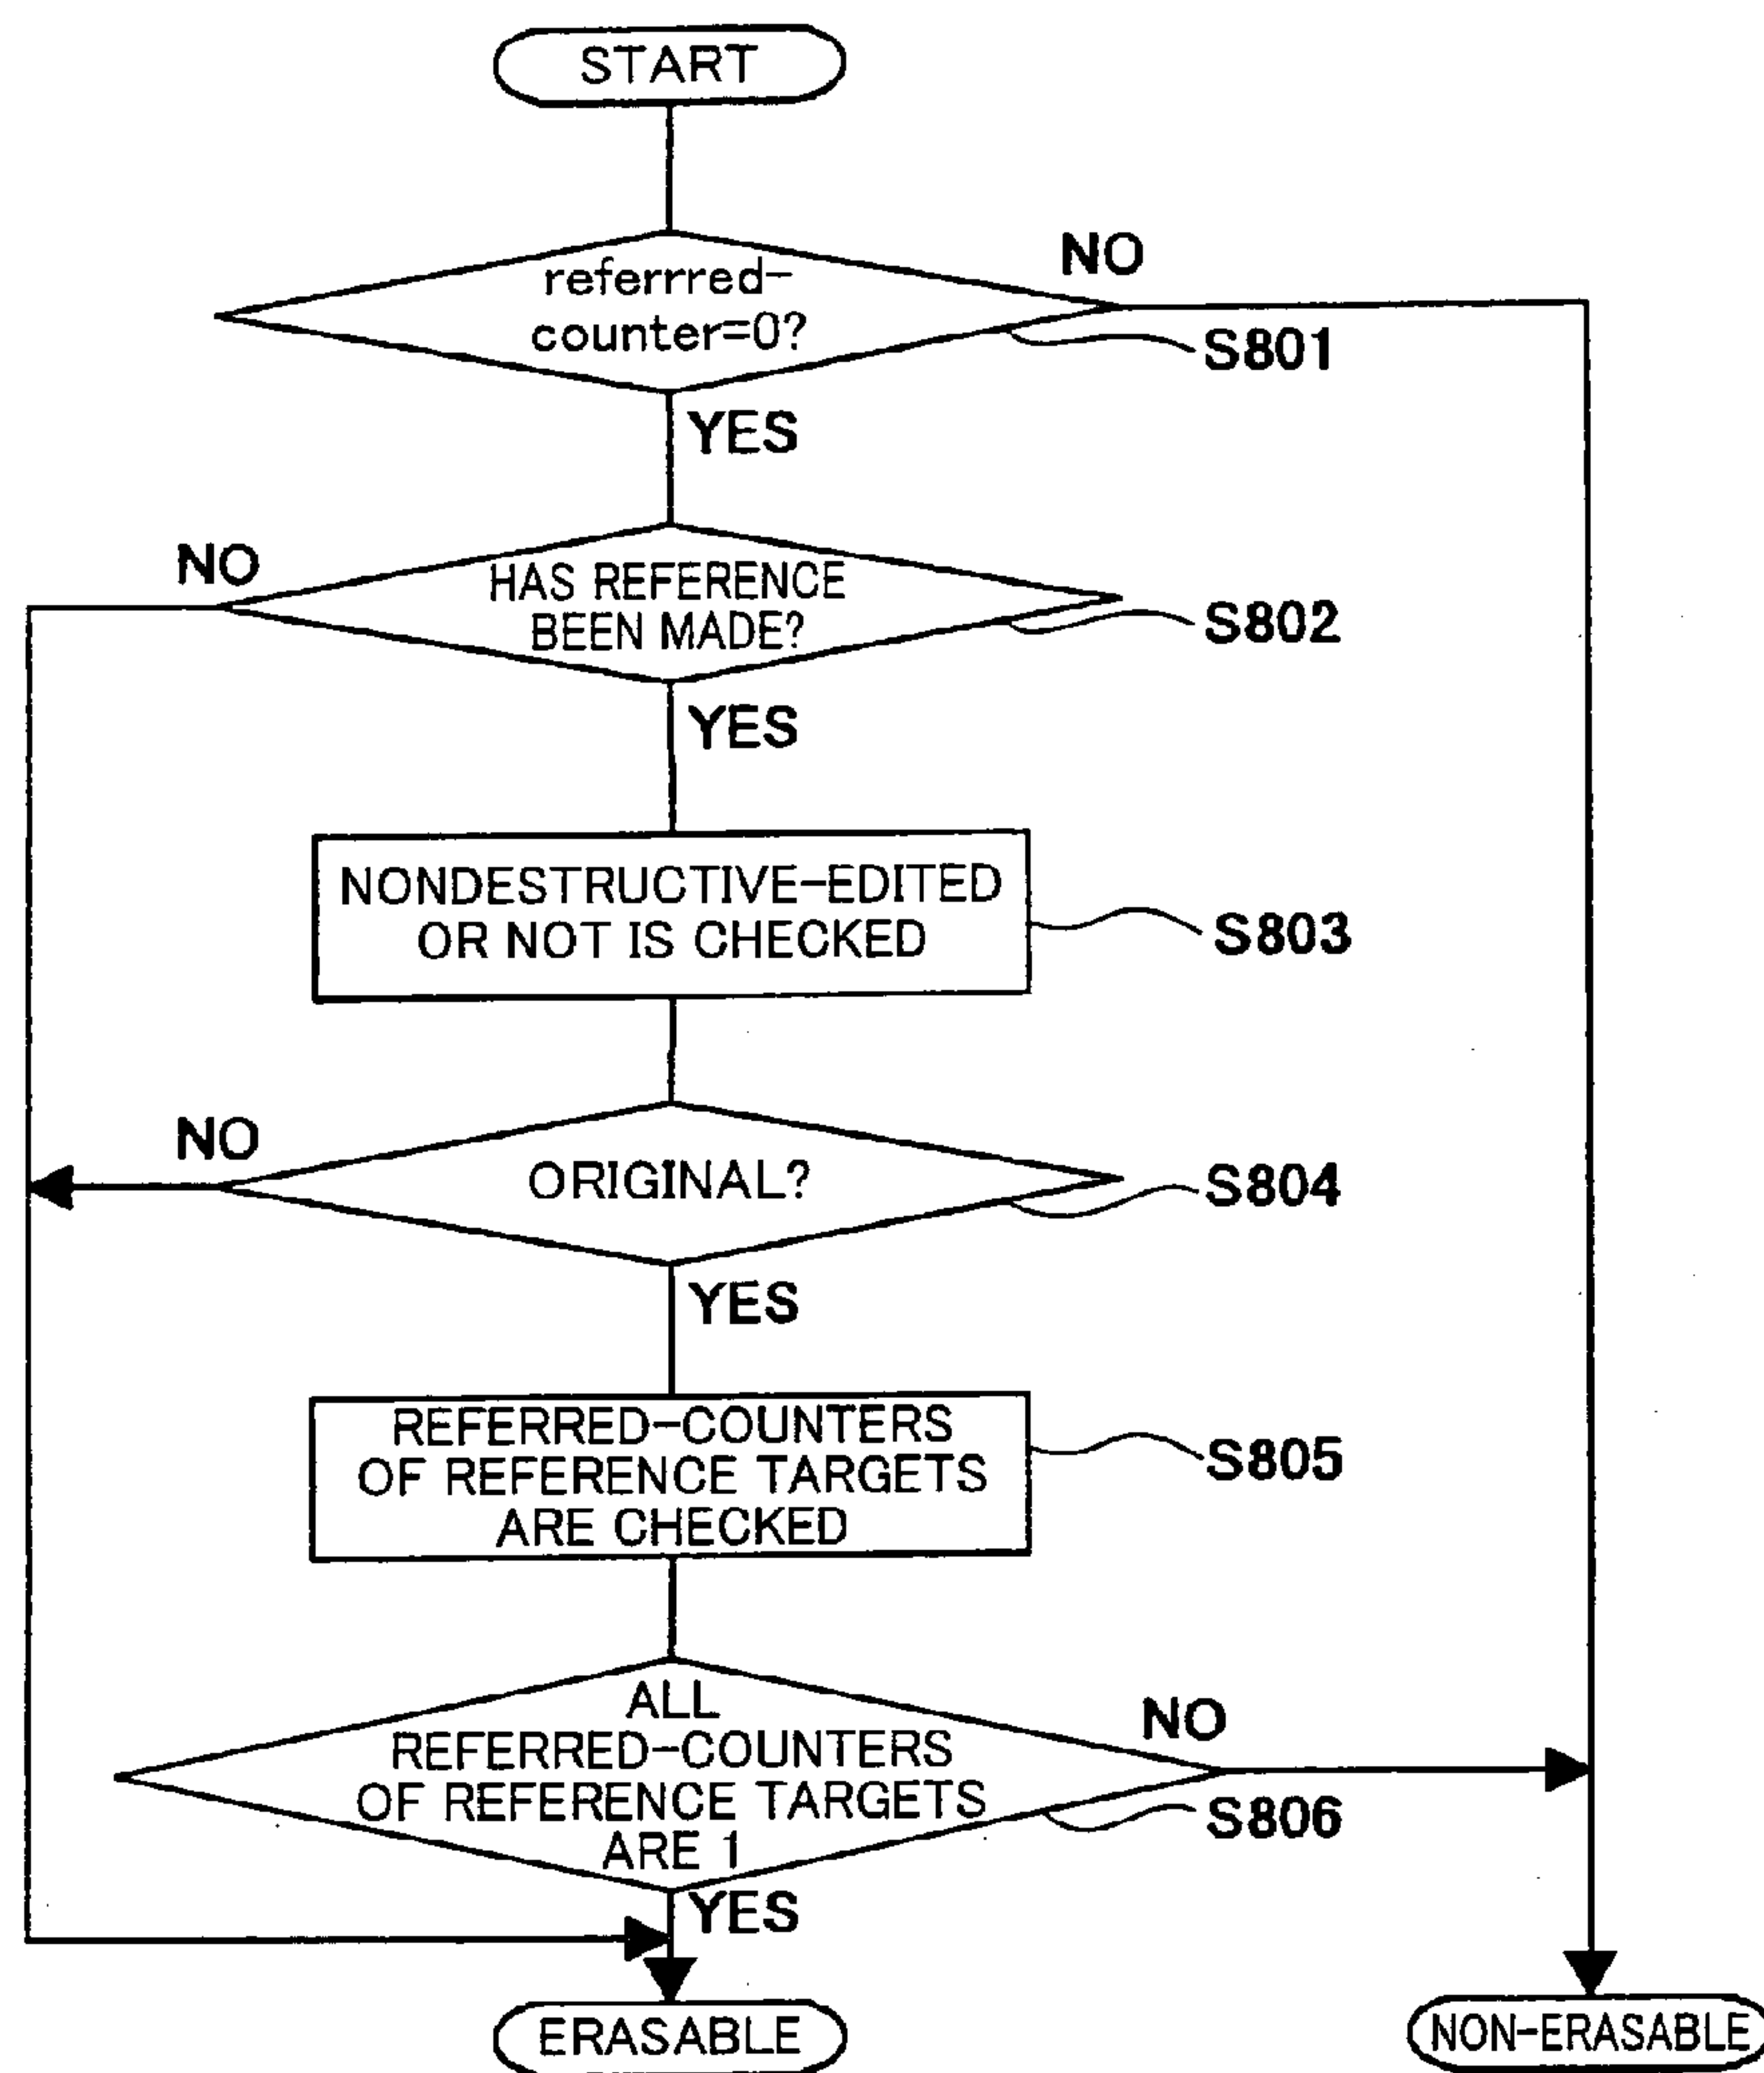 START
NO
referrred-
counter=0?
S801
YES
NO
HAS REFERENCE
BEEN MADE?
S802
YES
NONDESTRUCTIVE-EDITED
OR NOT IS CHECKED
S803
NO
ORIGINAL?
S804
YES
REFERRED-COUNTERS
OF REFERENCE TARGETS
ARE CHECKED
S805
ALL
REFERRED-COUNTERS
OF REFERENCE TARGETS
ARE 1
NO
S806
YES
ERASABLE
NON-ERASABLE